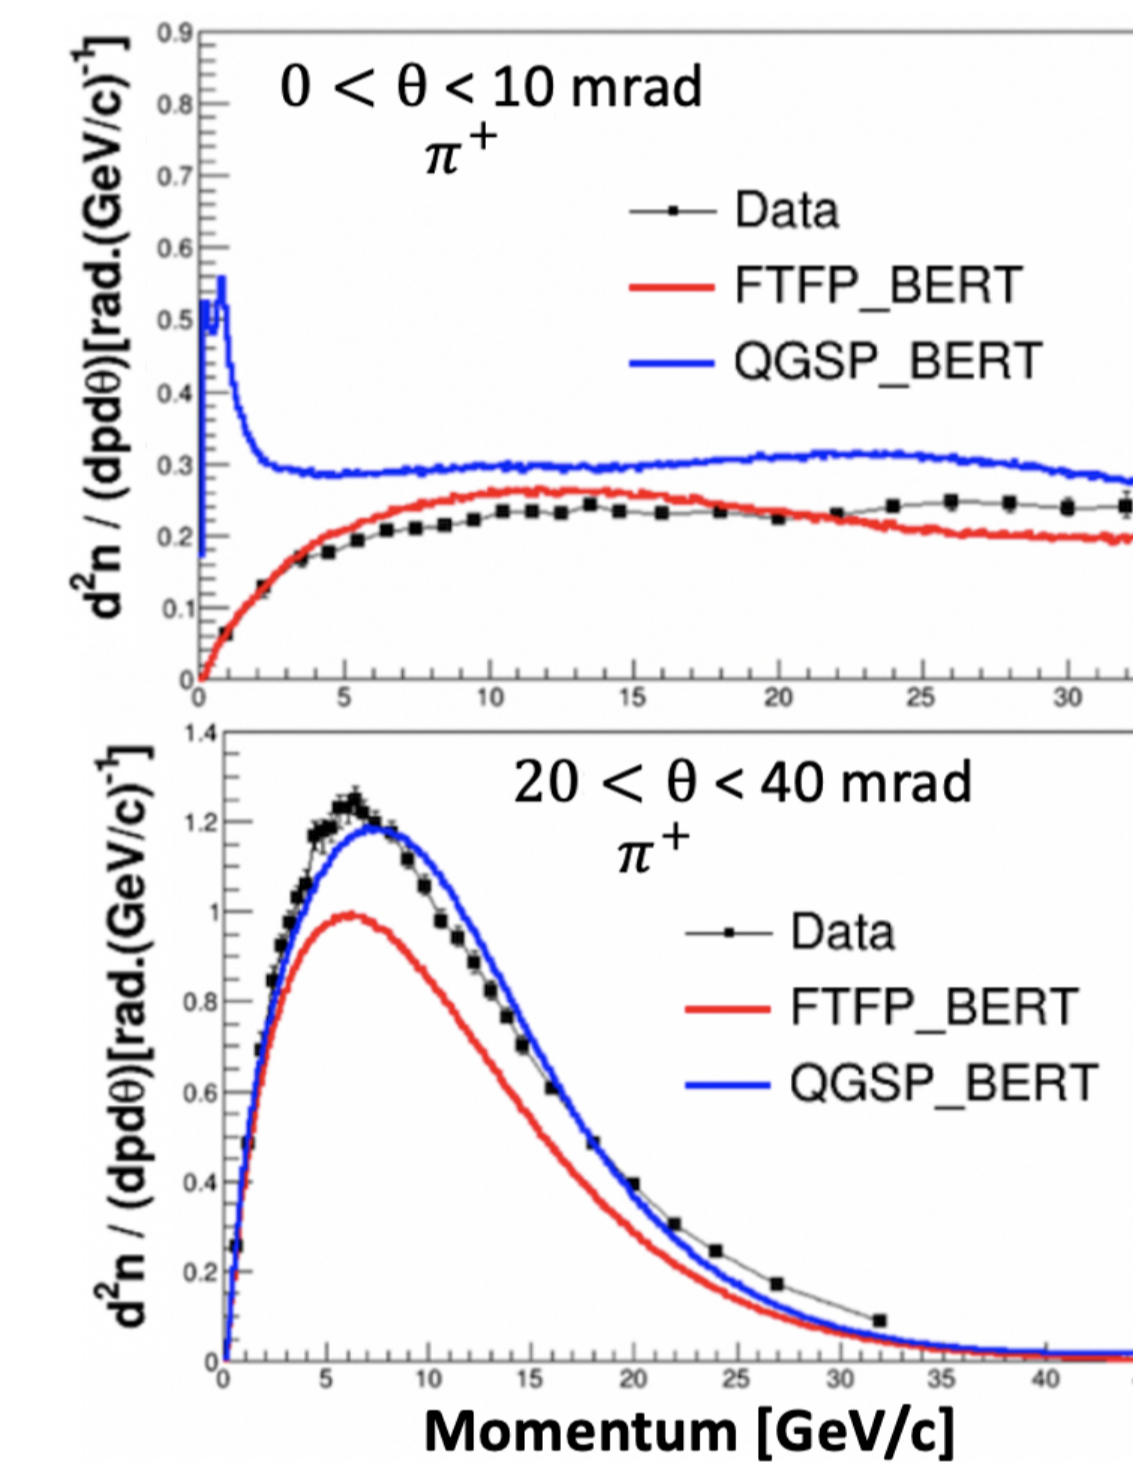 d²n / (dpdθ)[rad.(GeV/c)⁻¹]
0 < θ < 10 mrad
π⁺
Data
FTFP_BERT
QGSP_BERT
0.9
0.8
0.7
0.6
0.5
0.4
0.3
0.2
0.1
0
0 5 10 15 20 25 30
d²n / (dpdθ)[rad.(GeV/c)⁻¹]
20 < θ < 40 mrad
π⁺
Data
FTFP_BERT
QGSP_BERT
1.4
1.2
1
0.8
0.6
0.4
0.2
0
0 5 10 15 20 25 30 35 40
Momentum [GeV/c]